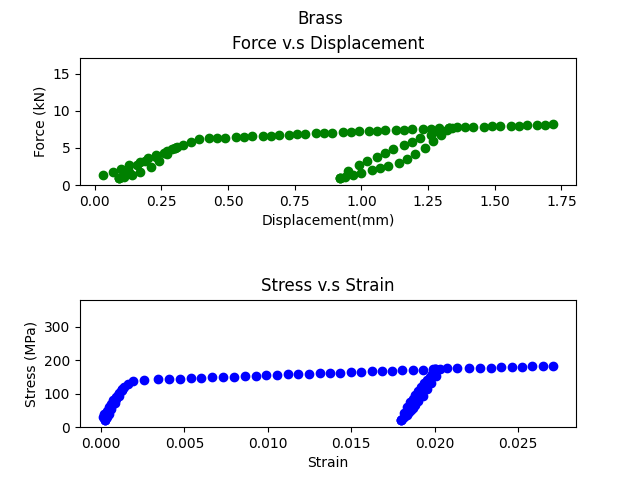 Brass
Force v.s Displacement
15
10
5
0
Force (kN)
0.00 0.25 0.50 0.75 1.00 1.25 1.50 1.75
Displacement(mm)
Stress v.s Strain
300
200
100
0
Stress (MPa)
0.000 0.005 0.010 0.015 0.020 0.025
Strain